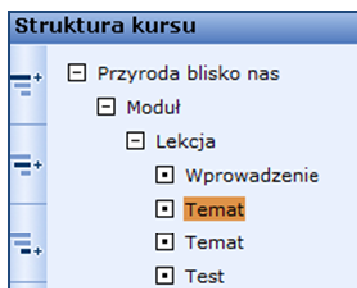 Struktura kursu
Przyroda blisko nas
Moduł
Lekcja
Wprowadzenie
Temat
Temat
Test